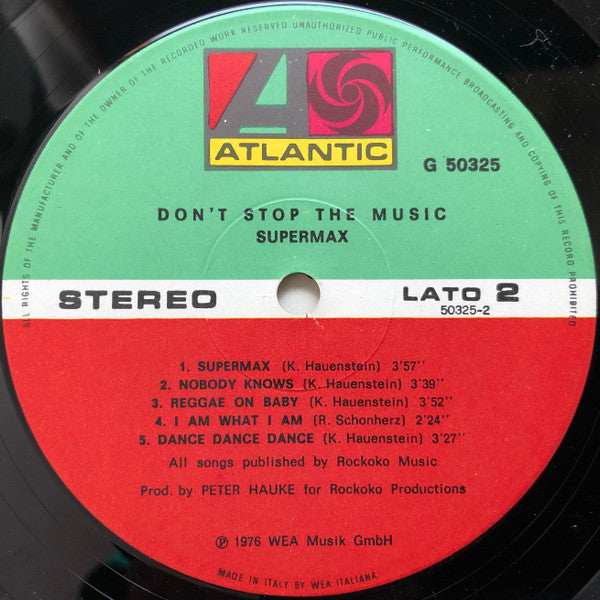 ALL RIGHTS OF THE MANUFACTURER AND OF THE OWNER OF THE RECORDED WORK RESERVED UNAUTHORIZED PUBLIC PERFORMANCE BROADCASTING AND COPYING OF THIS RECORD PROHIBITED
ATLANTIC
G 50325
DON'T STOP THE MUSIC
SUPERMAX
STEREO
LATO 2
50325-2
1. SUPERMAX (K. Hauenstein) 3'57''
2. NOBODY KNOWS (K. Hauenstein) 3'39''
3. REGGAE ON BABY (K. Hauenstein) 3'52''
4. I AM WHAT I AM (R. Schonherz) 2'24''
5. DANCE DANCE DANCE (K. Hauenstein) 3'27''
All songs published by Rockoko Music
Prod. by PETER HAUKE for Rockoko Productions
℗ 1976 WEA Musik GmbH
MADE IN ITALY BY WEA ITALIANA